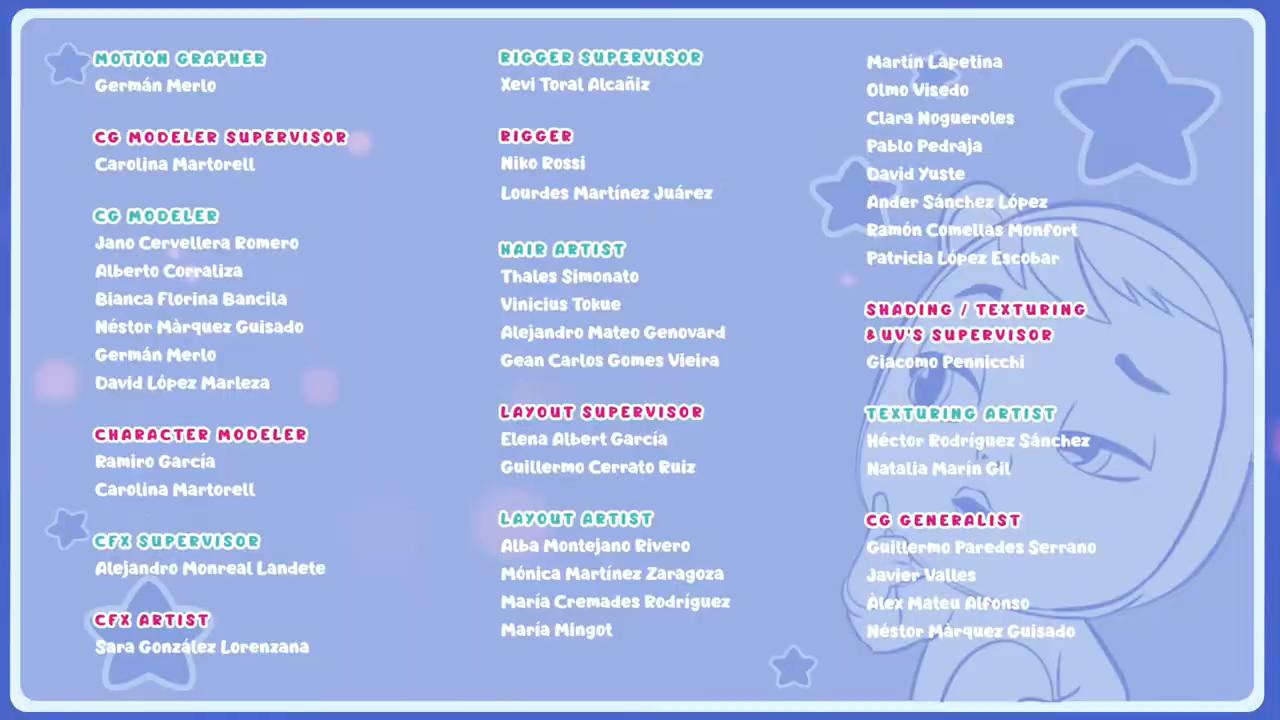 MOTION GRAPHER
Germán Merlo
CG MODELER SUPERVISOR
Carolina Martorell
CG MODELER
Jano Cervellera Romero
Alberto Corraliza
Bianca Florina Bancila
Néstor Màrquez Guisado
Germán Merlo
David López Marleza
CHARACTER MODELER
Ramiro García
Carolina Martorell
CFX SUPERVISOR
Alejandro Monreal Landete
CFX ARTIST
Sara González Lorenzana
RIGGER SUPERVISOR
Xevi Toral Alcañiz
RIGGER
Niko Rossi
Lourdes Martínez Juárez
HAIR ARTIST
Thales Simonato
Vinicius Tokue
Alejandro Mateo Genovard
Gean Carlos Gomes Vieira
LAYOUT SUPERVISOR
Elena Albert García
Guillermo Cerrato Ruiz
LAYOUT ARTIST
Alba Montejano Rivero
Mónica Martínez Zaragoza
María Cremades Rodríguez
María Mingot
Martín Lapetina
Olmo Visedo
Clara Nogueroles
Pablo Pedraja
David Yuste
Ander Sánchez López
Ramón Comellas Monfort
Patricia López Escobar
SHADING / TEXTURING
& UV'S SUPERVISOR
Giacomo Pennicchi
TEXTURING ARTIST
Héctor Rodríguez Sánchez
Natalia Marín Gil
CG GENERALIST
Guillermo Paredes Serrano
Javier Valles
Àlex Mateu Alfonso
Néstor Màrquez Guisado